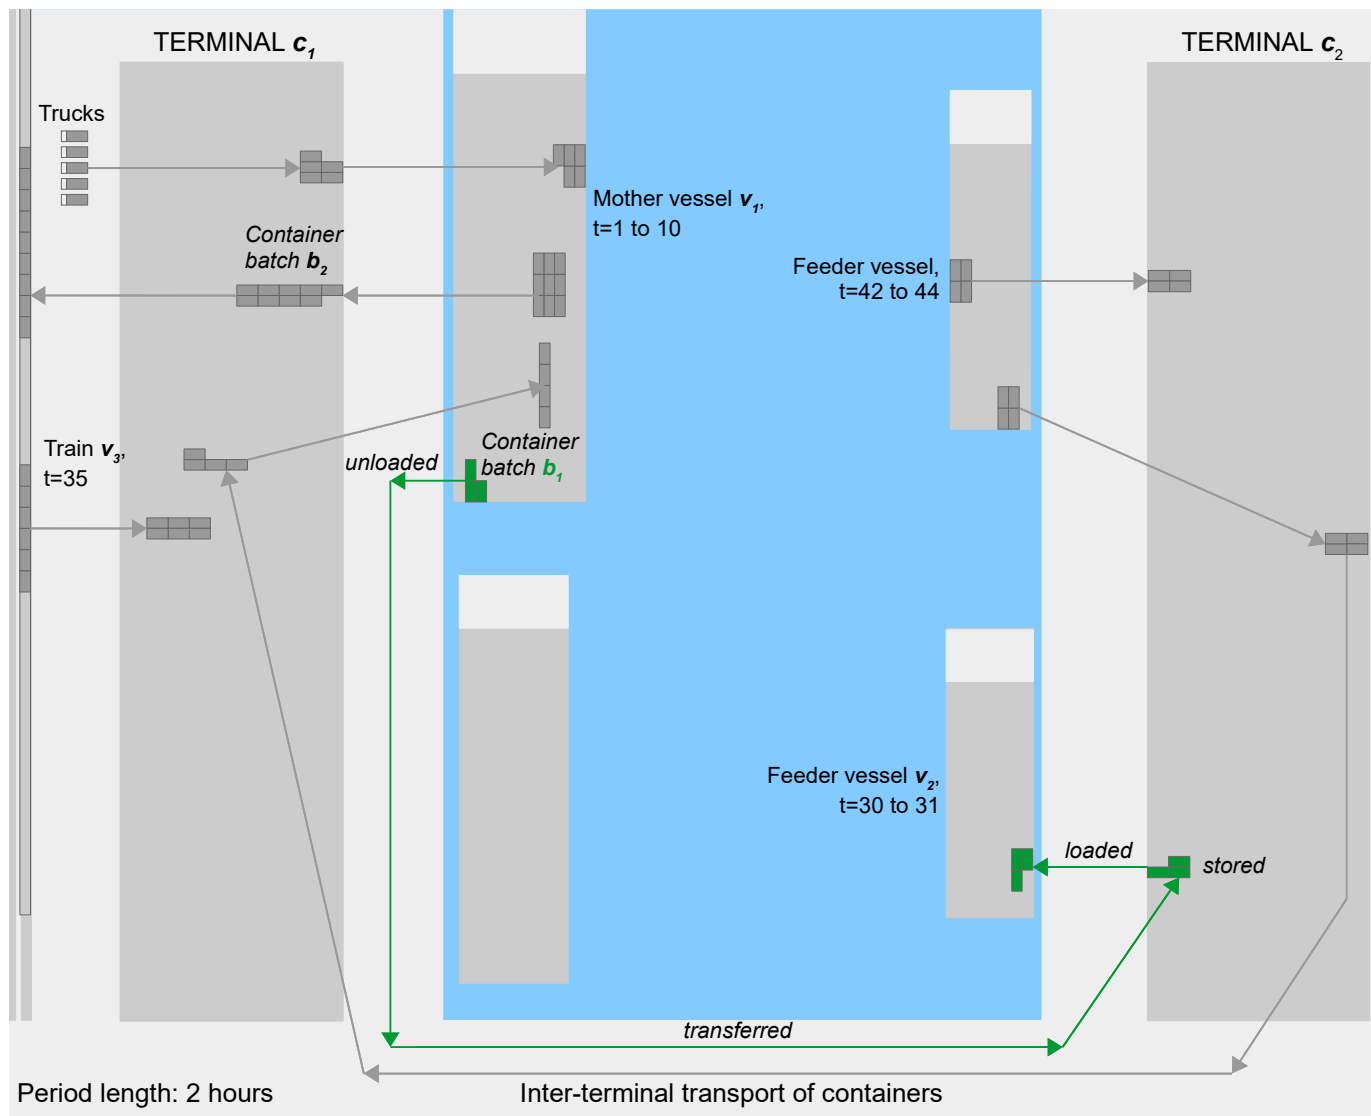 TERMINAL c1
TERMINAL c2
Trucks
Mother vessel v1,
t=1 to 10
Container
batch b2
Feeder vessel,
t=42 to 44
Train v3,
t=35
Container
batch b1
unloaded
Feeder vessel v2,
t=30 to 31
loaded
stored
transferred
Period length: 2 hours
Inter-terminal transport of containers